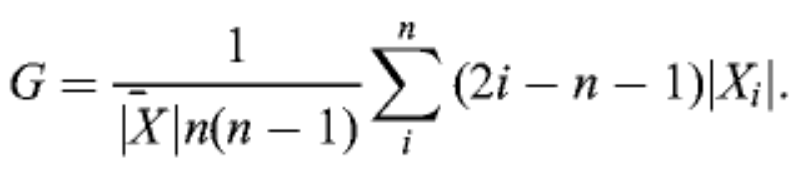 G = \frac{1}{|\bar{X}|n(n-1)} \sum_{i}^{n} (2i - n - 1)|X_i|.